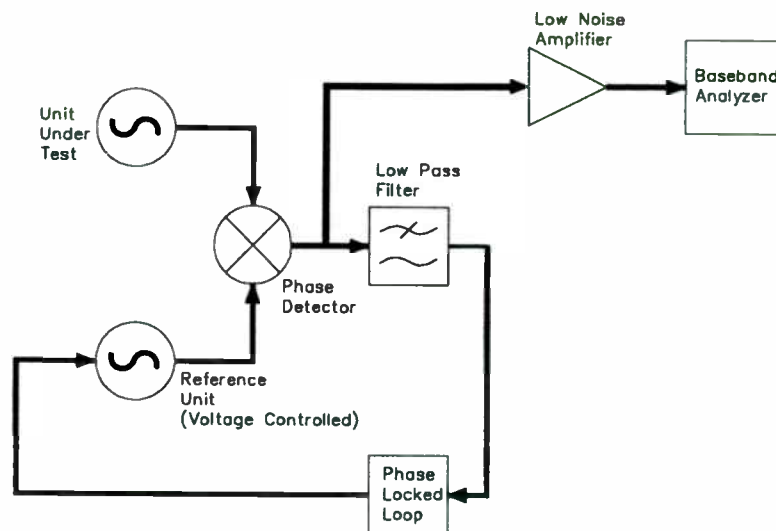 Low Noise
Amplifier
Baseband
Analyzer
Unit
Under
Test
Low Pass
Filter
Phase
Detector
Reference
Unit
(Voltage Controlled)
Phase
Locked
Loop